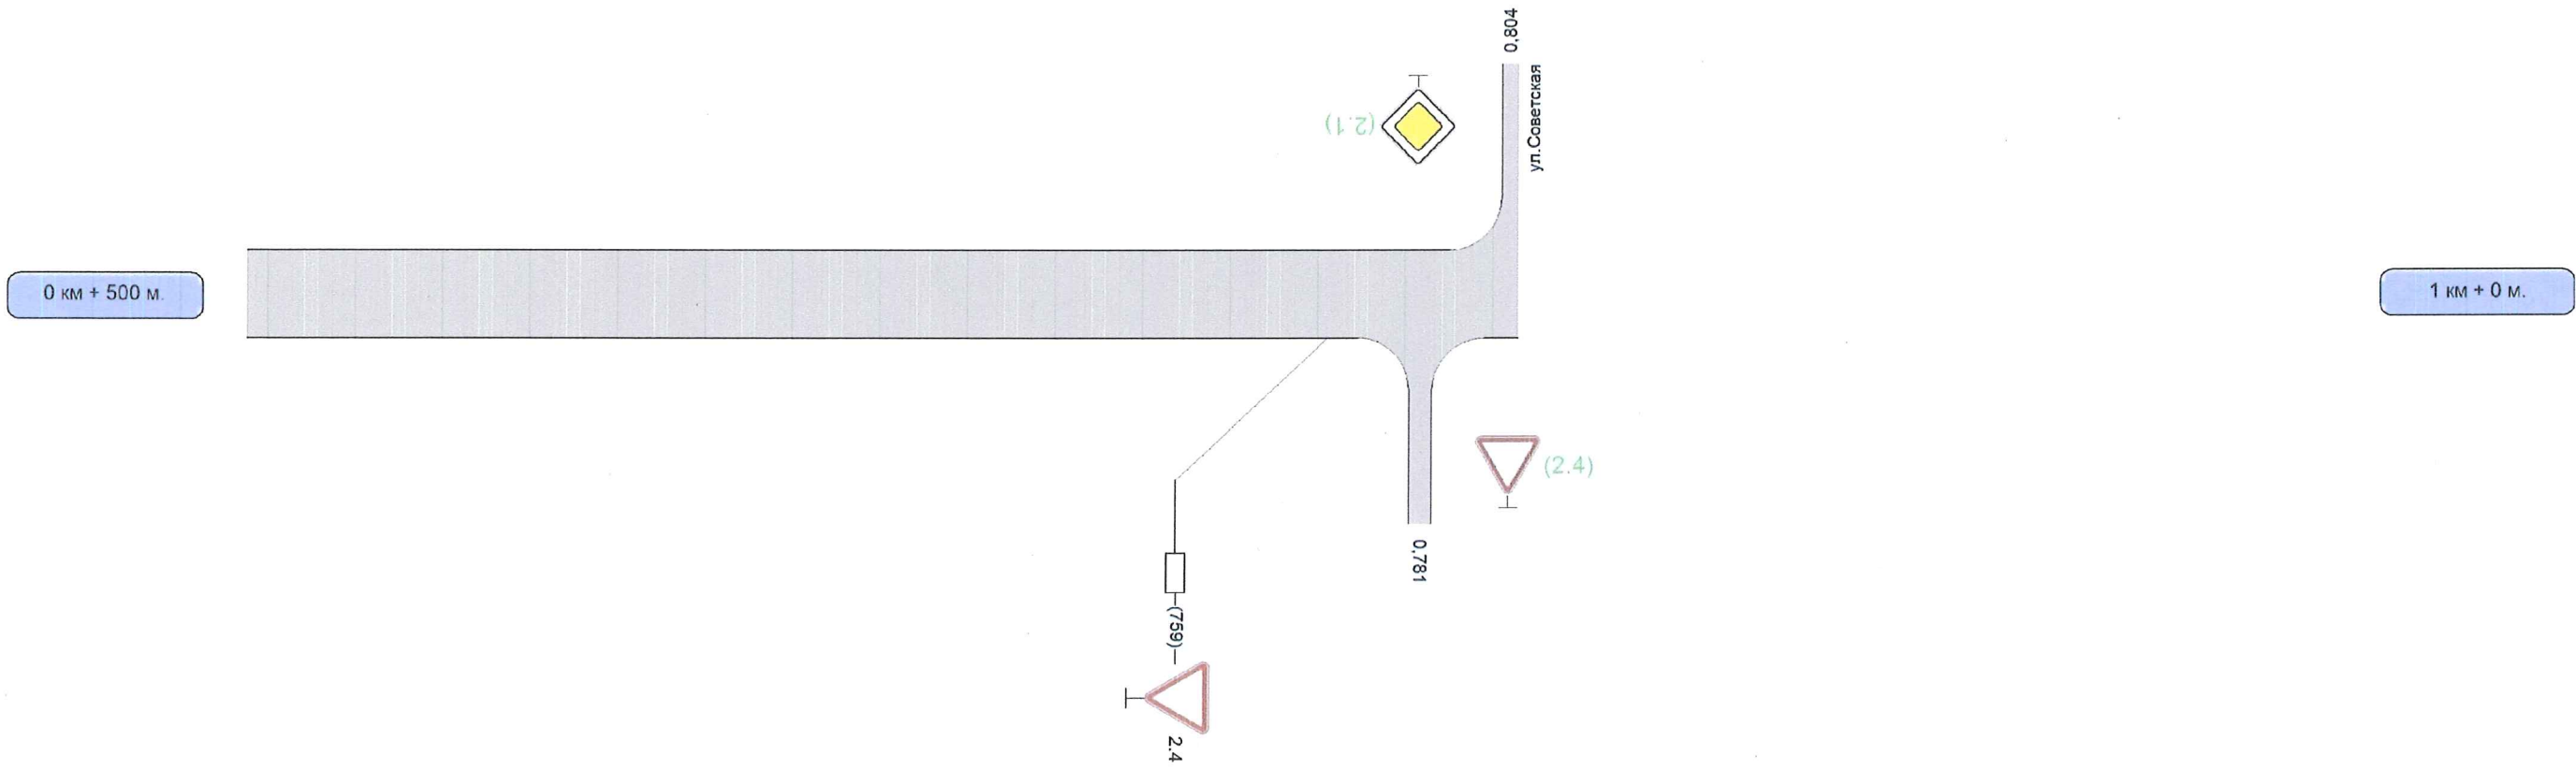 0,804
ул.Советская
(2.1)
0 км + 500 м.
1 км + 0 м.
(2.4)
0,781
(759)
2.4